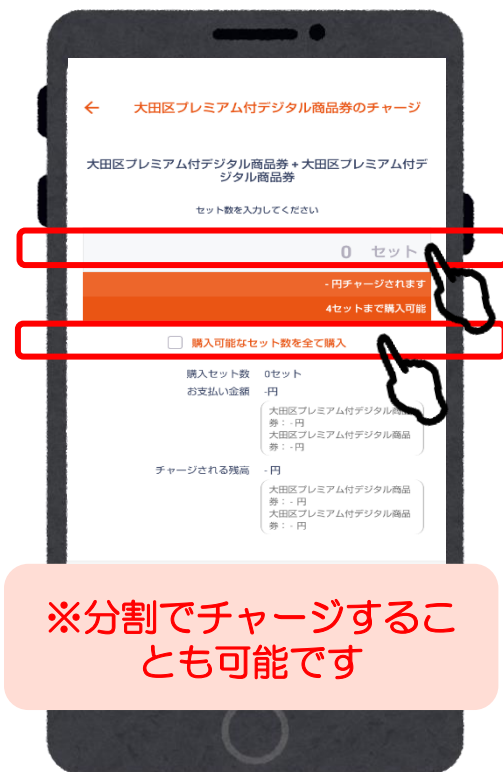 ← 大田区プレミアム付デジタル商品券のチャージ
大田区プレミアム付デジタル商品券 + 大田区プレミアム付デ
ジタル商品券
セット数を入力してください
0 セット
- 円チャージされます
4セットまで購入可能
購入可能なセット数を全て購入
購入セット数 0セット
お支払い金額 -円
大田区プレミアム付デジタル商品
券：- 円
大田区プレミアム付デジタル商品
券：- 円
チャージされる残高 - 円
大田区プレミアム付デジタル商品
券：- 円
大田区プレミアム付デジタル商品
券：- 円
※分割でチャージするこ
とも可能です